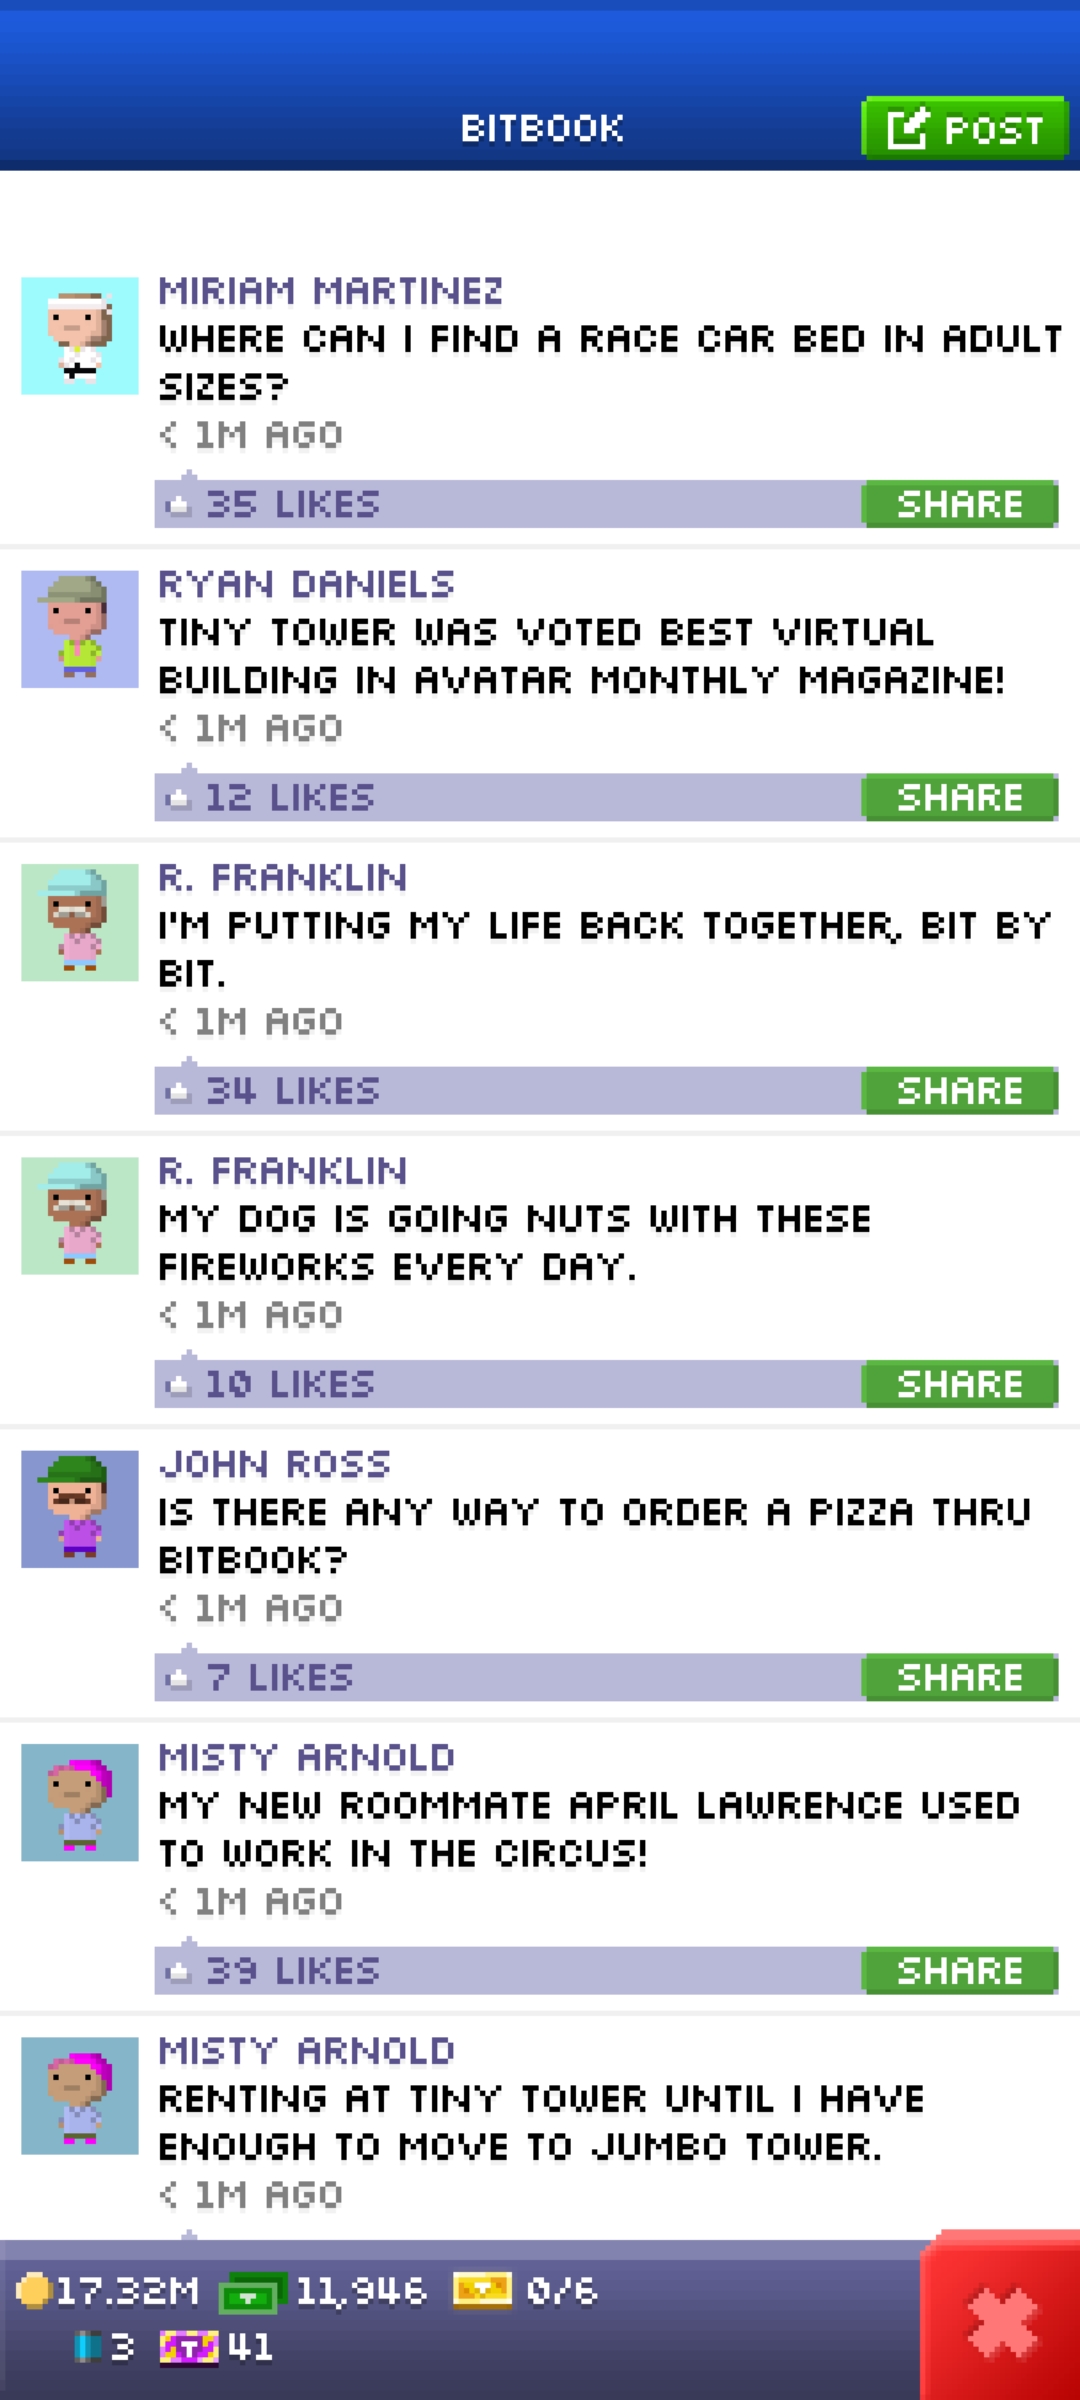 BITBOOK
POST
MIRIAM MARTINEZ
WHERE CAN I FIND A RACE CAR BED IN ADULT
SIZES?
< 1M AGO
35 LIKES
SHARE
RYAN DANIELS
TINY TOWER WAS VOTED BEST VIRTUAL
BUILDING IN AVATAR MONTHLY MAGAZINE!
< 1M AGO
12 LIKES
SHARE
R. FRANKLIN
I'M PUTTING MY LIFE BACK TOGETHER, BIT BY
BIT.
< 1M AGO
34 LIKES
SHARE
R. FRANKLIN
MY DOG IS GOING NUTS WITH THESE
FIREWORKS EVERY DAY.
< 1M AGO
10 LIKES
SHARE
JOHN ROSS
IS THERE ANY WAY TO ORDER A PIZZA THRU
BITBOOK?
< 1M AGO
7 LIKES
SHARE
MISTY ARNOLD
MY NEW ROOMMATE APRIL LAWRENCE USED
TO WORK IN THE CIRCUS!
< 1M AGO
39 LIKES
SHARE
MISTY ARNOLD
RENTING AT TINY TOWER UNTIL I HAVE
ENOUGH TO MOVE TO JUMBO TOWER.
< 1M AGO
17.32M 11,946 0/6
3 T 41